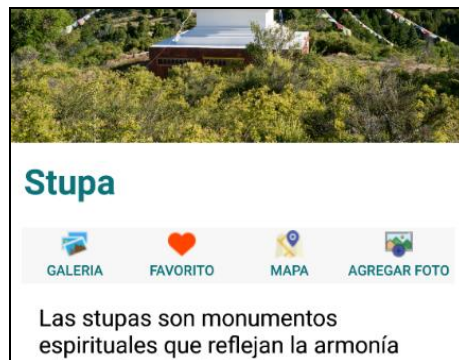 Stupa
GALERIA FAVORITO MAPA AGREGAR FOTO
Las stupas son monumentos
espirituales que reflejan la armonía